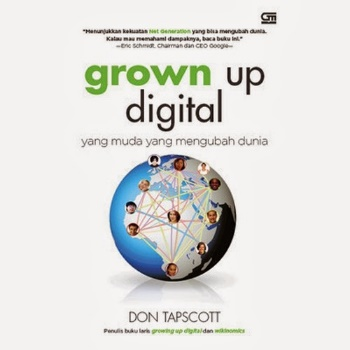 GM
"Menunjukkan kekuatan Net Generation yang bisa mengubah dunia.
Kalau mau memahami dampaknya, baca buku ini."
—Eric Schmidt, Chairman dan CEO Google—
grown up
digital
yang muda yang mengubah dunia
DON TAPSCOTT
Penulis buku laris growing up digital dan wikinomics